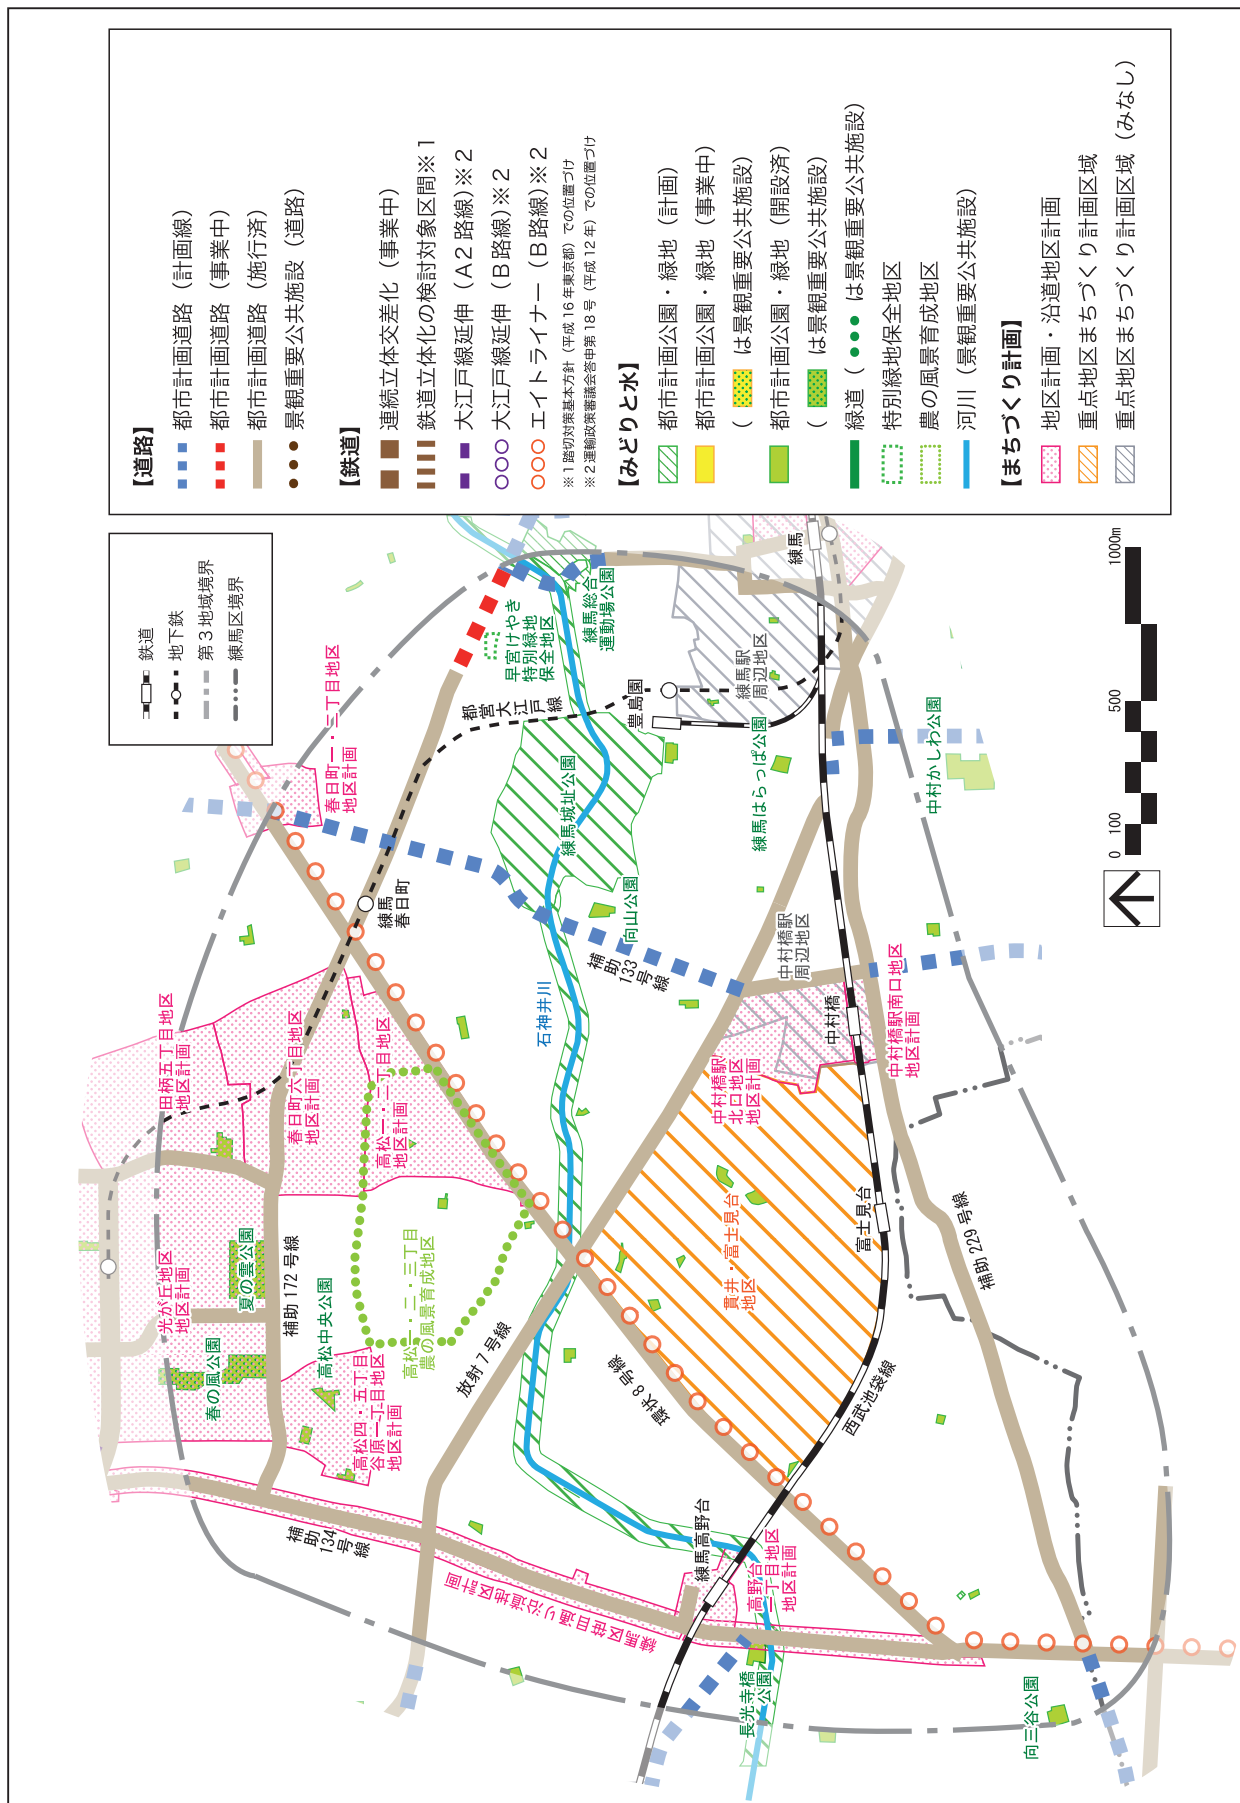 【道路】
都市計画道路（計画線）
都市計画道路（事業中）
都市計画道路（施行済）
景観重要公共施設（道路）
【鉄道】
連続立体交差化（事業中）
鉄道立体化の検討対象区間※1
大江戸線延伸（A2路線）※2
大江戸線延伸（B路線）※2
エイトライナー（B路線）※2
※1踏切対策基本方針（平成16年東京都）での位置づけ
※2運輸政策審議会答申第18号（平成12年）での位置づけ
【みどりと水】
都市計画公園・緑地（計画）
都市計画公園・緑地（事業中）
（　は景観重要公共施設）
都市計画公園・緑地（開設済）
（　は景観重要公共施設）
緑道（　は景観重要公共施設）
特別緑地保全地区
農の風景育成地区
河川（景観重要公共施設）
【まちづくり計画】
地区計画・沿道地区計画
重点地区まちづくり計画区域
重点地区まちづくり計画区域（みなし）
鉄道
地下鉄
第3地域境界
練馬区境界
春日町一・二丁目地区
地区計画
早宮けやき
特別緑地
保全地区
練馬総合
運動場公園
都営大江戸線
豊島園
練馬
練馬駅
周辺地区
練馬城址公園
練馬はらっぱ公園
中村かしわ公園
向山公園
練馬
春日町
補助
133
号線
中村橋駅
周辺地区
中村橋
中村橋駅南口地区
地区計画
中村橋駅
北口地区
地区計画
石神井川
田柄五丁目地区
地区計画
春日町六丁目地区
地区計画
高松一・二丁目地区
地区計画
光が丘地区
地区計画
夏の雲公園
補助172号線
春の風公園
高松中央公園
高松一・二・三丁目
農の風景育成地区
高松四・五丁目
谷原一丁目地区
地区計画
放射7号線
環状8号線
貫井・富士見台
地区
富士見台
補助229号線
西武池袋線
補助
134
号線
練馬区笹目通り沿道地区計画
練馬高野台
高野台
一丁目地区
地区計画
長光寺橋
公園
向三谷公園
0
100
500
1000m